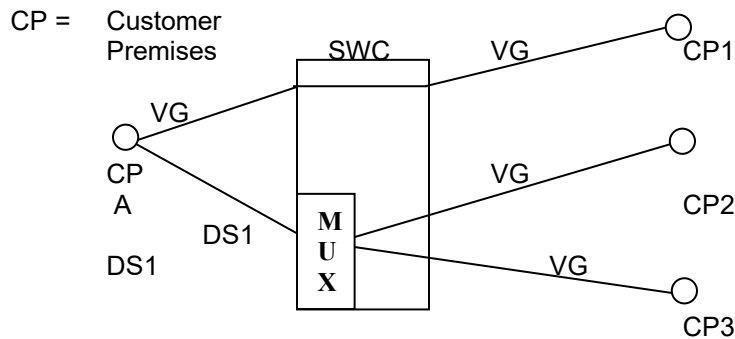 CP = Customer
Premises
SWC
VG
CP1
VG
CP
A
VG
CP2
DS1
M
U
X
DS1
VG
CP3